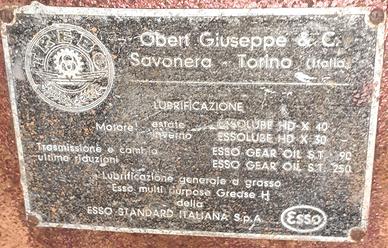 TREBO
Obert Giuseppe & C.
Savonera - Torino (Italia
LUBRIFICAZIONE
Motore: estate ESSOLUBE HD X 40
inverno ESSOLUBE HD X 30
Trasmissione e cambio ESSO GEAR OIL S.T. 90
ultime riduzioni ESSO GEAR OIL S.T. 250
Lubrificazione generale a grasso
Esso multi purpose Grease H
della
ESSO STANDARD ITALIANA S.p.A
Esso